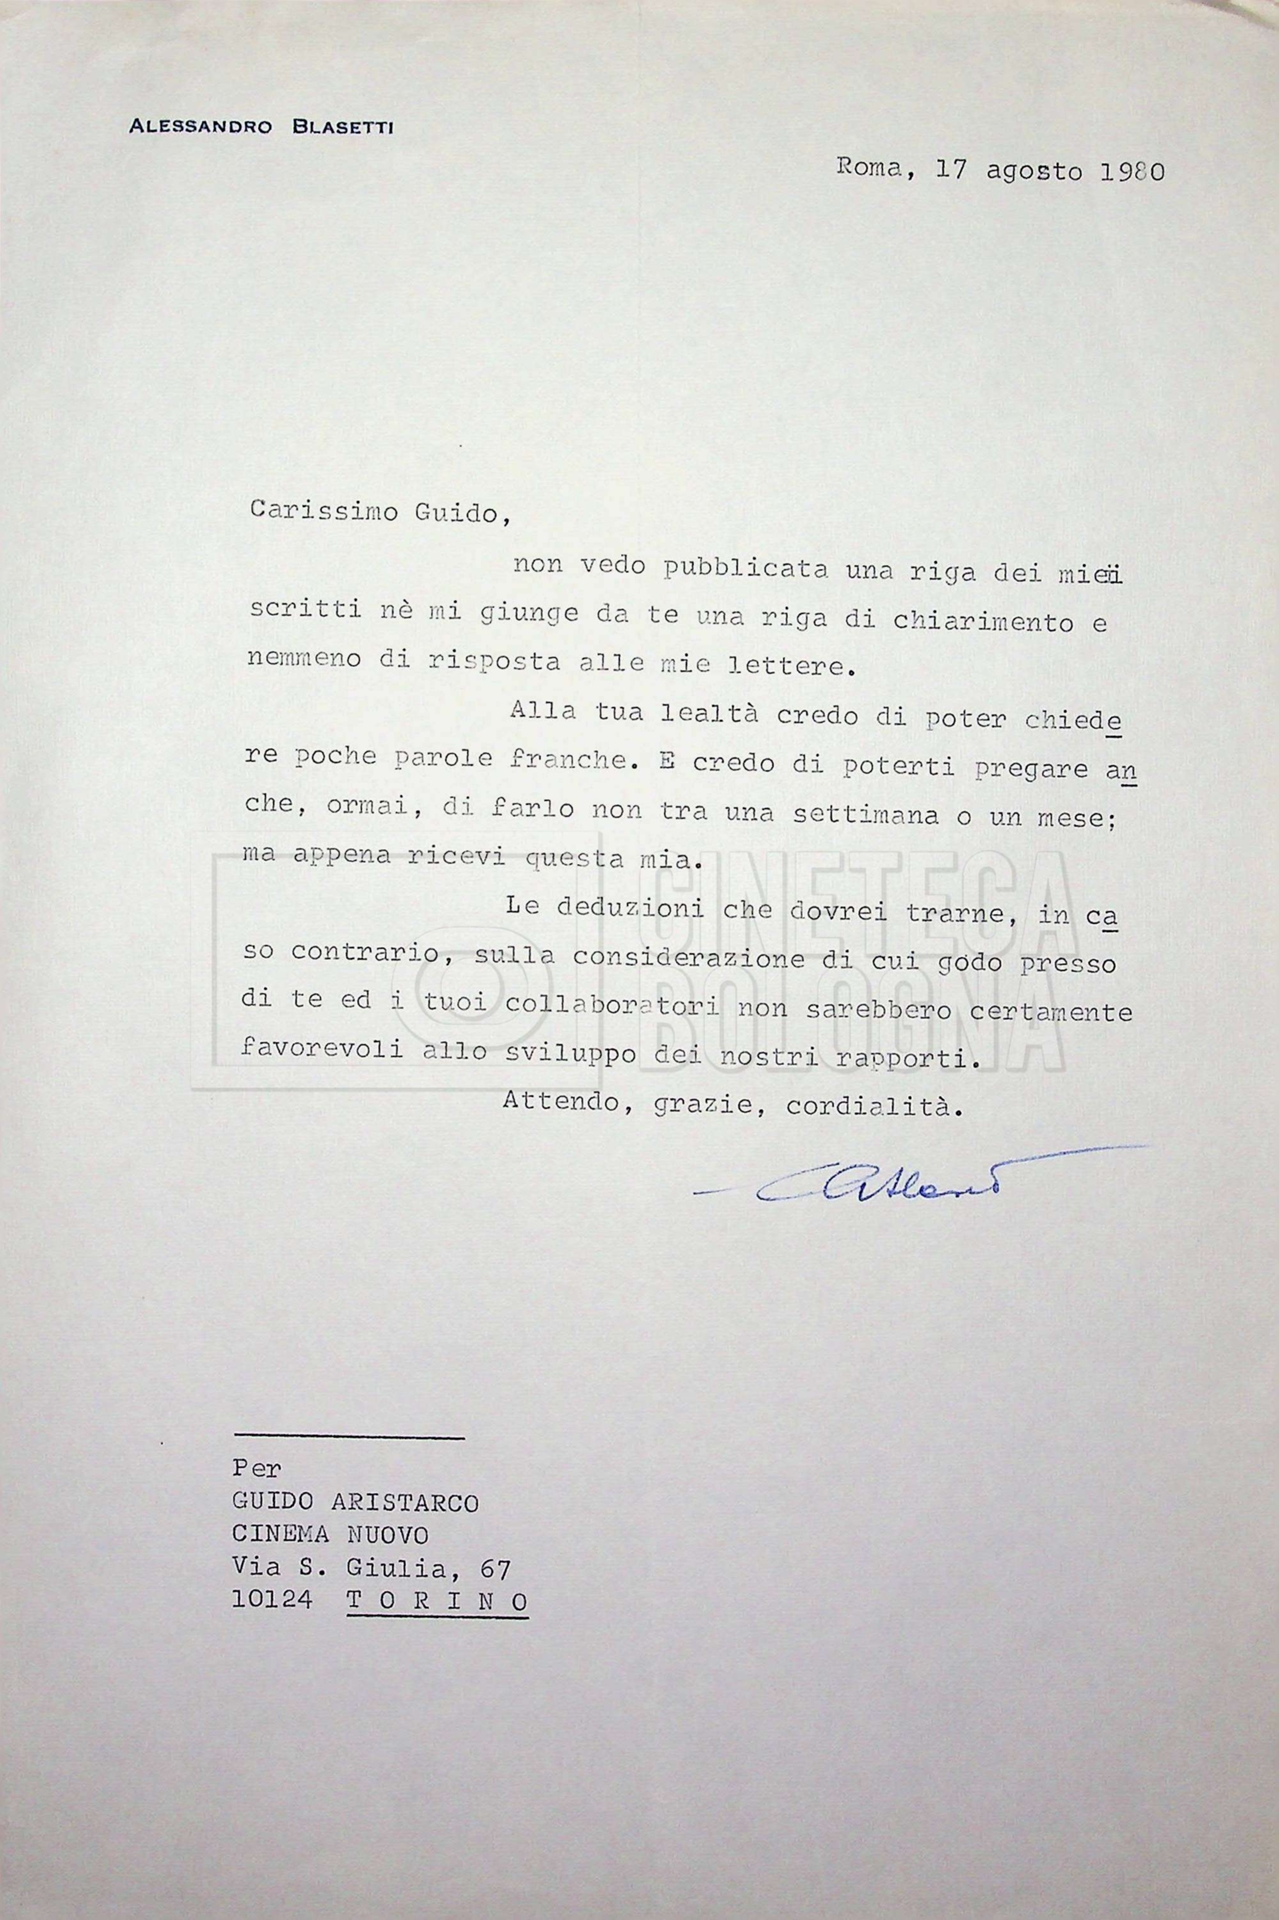 ALESSANDRO BLASETTI
Roma, 17 agosto 1980
Carissimo Guido,
non vedo pubblicata una riga dei miei
scritti nè mi giunge da te una riga di chiarimento e
nemmeno di risposta alle mie lettere.
Alla tua lealtà credo di poter chiede
re poche parole franche. E credo di poterti pregare an
che, ormai, di farlo non tra una settimana o un mese;
ma appena ricevi questa mia.
Le deduzioni che dovrei trarne, in ca
so contrario, sulla considerazione di cui godo presso
di te ed i tuoi collaboratori non sarebbero certamente
favorevoli allo sviluppo dei nostri rapporti.
Attendo, grazie, cordialità.
Per
GUIDO ARISTARCO
CINEMA NUOVO
Via S. Giulia, 67
10124 T O R I N O
CINETECA
BOLOGNA